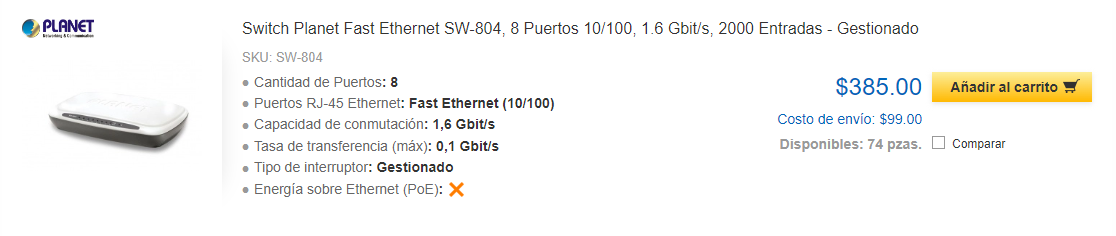 PLANET
Networking & Communication
Switch Planet Fast Ethernet SW-804, 8 Puertos 10/100, 1.6 Gbit/s, 2000 Entradas - Gestionado
SKU: SW-804
● Cantidad de Puertos: 8
● Puertos RJ-45 Ethernet: Fast Ethernet (10/100)
● Capacidad de conmutación: 1,6 Gbit/s
● Tasa de transferencia (máx): 0,1 Gbit/s
● Tipo de interruptor: Gestionado
● Energía sobre Ethernet (PoE):
$385.00
Añadir al carrito
Costo de envío: $99.00
Disponibles: 74 pzas.
Comparar